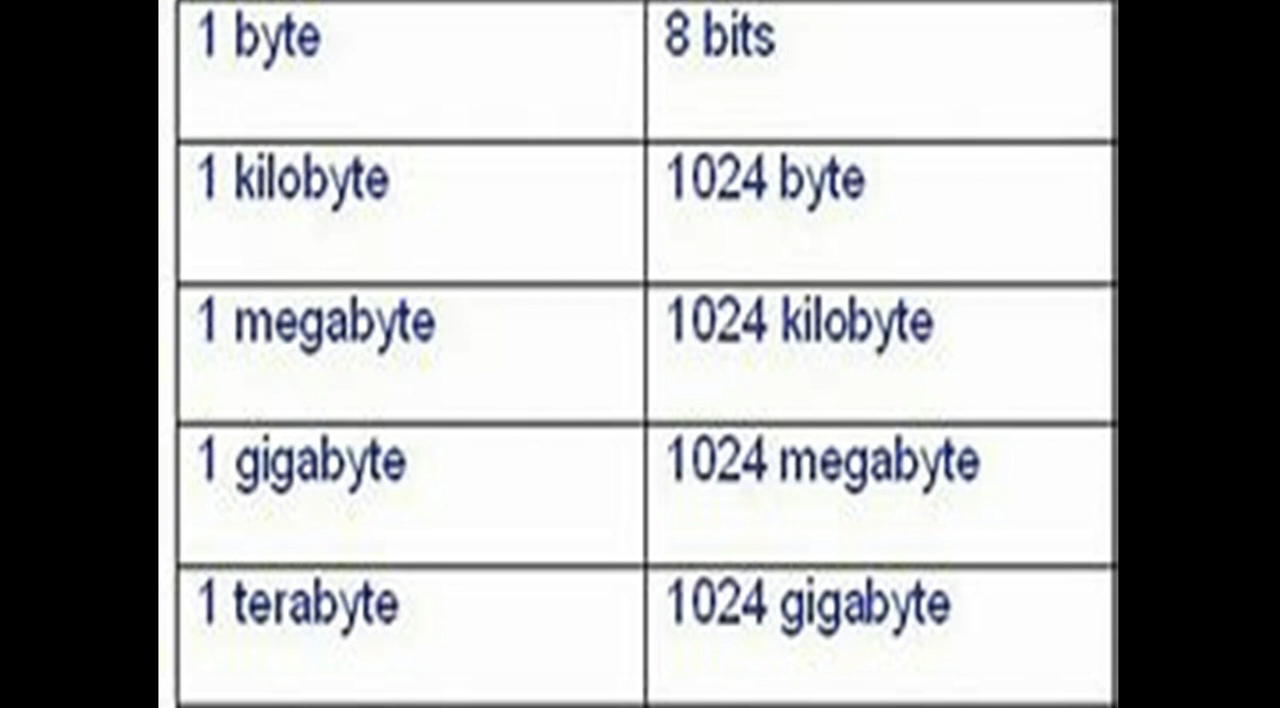 1 byte 8 bits
1 kilobyte 1024 byte
1 megabyte 1024 kilobyte
1 gigabyte 1024 megabyte
1 terabyte 1024 gigabyte